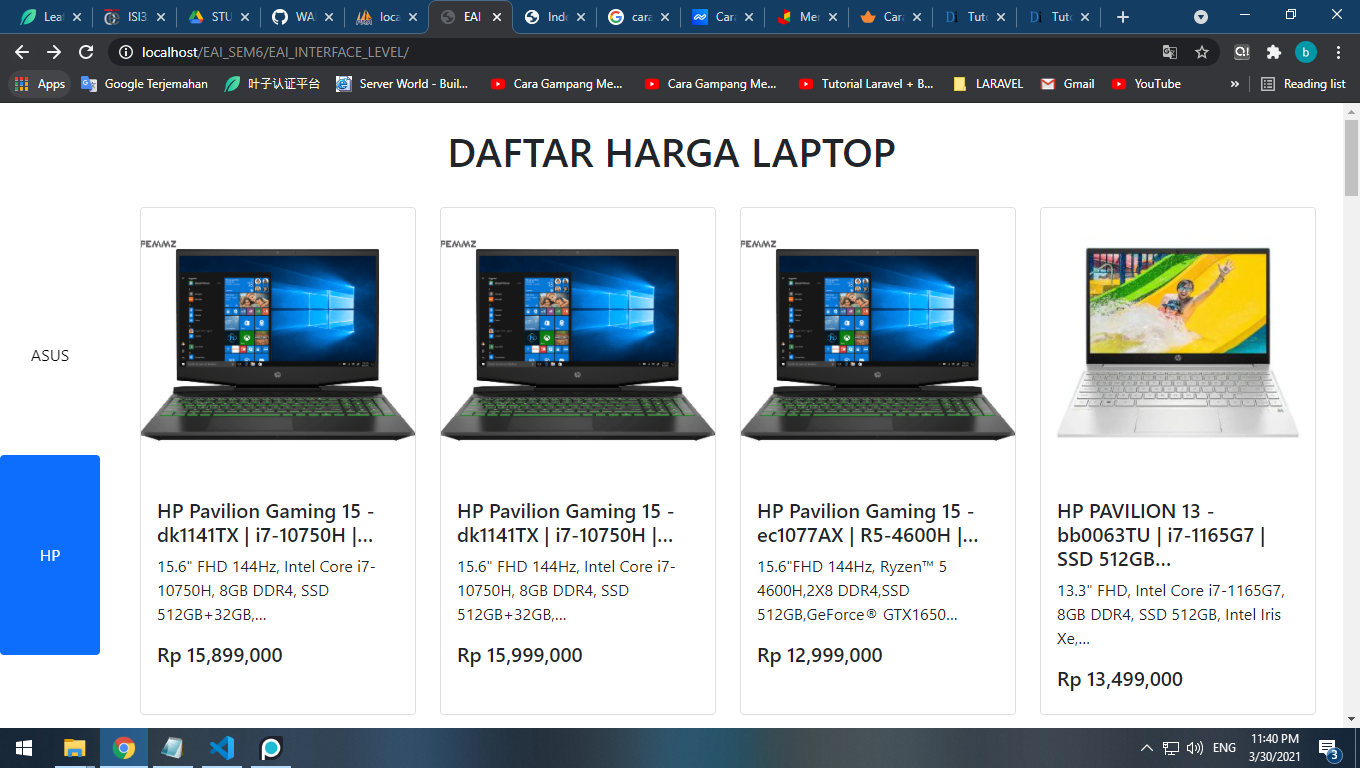 Leaf
ISI3
STU
WA
loca
EAI
Inde
cara
Cara
Mer
Cara
Tuto
Tuto
localhost/EAI_SEM6/EAI_INTERFACE_LEVEL/
b
Apps
Google Terjemahan
叶子认证平台
Server World - Buil...
Cara Gampang Me...
Cara Gampang Me...
Tutorial Laravel + B...
LARAVEL
Gmail
YouTube
»
Reading list
DAFTAR HARGA LAPTOP
ASUS
HP
FEMMZ
HP Pavilion Gaming 15 -
dk1141TX | i7-10750H |...
15.6" FHD 144Hz, Intel Core i7-
10750H, 8GB DDR4, SSD
512GB+32GB,...
Rp 15,899,000
FEMMZ
HP Pavilion Gaming 15 -
dk1141TX | i7-10750H |...
15.6" FHD 144Hz, Intel Core i7-
10750H, 8GB DDR4, SSD
512GB+32GB,...
Rp 15,999,000
FEMMZ
HP Pavilion Gaming 15 -
ec1077AX | R5-4600H |...
15.6"FHD 144Hz, Ryzen™ 5
4600H,2X8 DDR4,SSD
512GB,GeForce® GTX1650...
Rp 12,999,000
HP PAVILION 13 -
bb0063TU | i7-1165G7 |
SSD 512GB...
13.3" FHD, Intel Core i7-1165G7,
8GB DDR4, SSD 512GB, Intel Iris
Xe,...
Rp 13,499,000
ENG
11:40 PM
3/30/2021
3